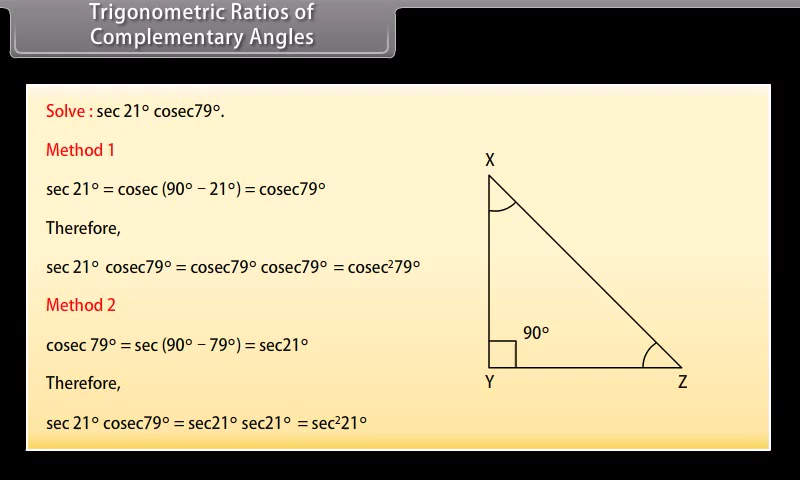 Trigonometric Ratios of
Complementary Angles
Solve : sec 21° cosec79°.
Method 1
sec 21° = cosec (90° – 21°) = cosec79°
Therefore,
sec 21° cosec79° = cosec79° cosec79° = cosec²79°
Method 2
cosec 79° = sec (90° – 79°) = sec21°
Therefore,
sec 21° cosec79° = sec21° sec21° = sec²21°
X
90°
Y
Z